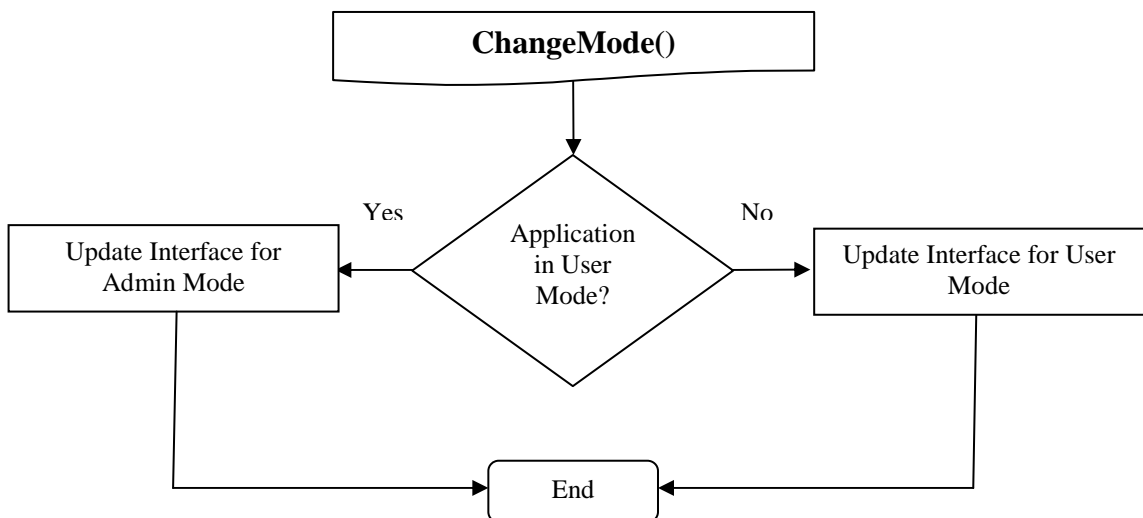 ChangeMode()
Yes
No
Application
in User
Mode?
Update Interface for
Admin Mode
Update Interface for User
Mode
End